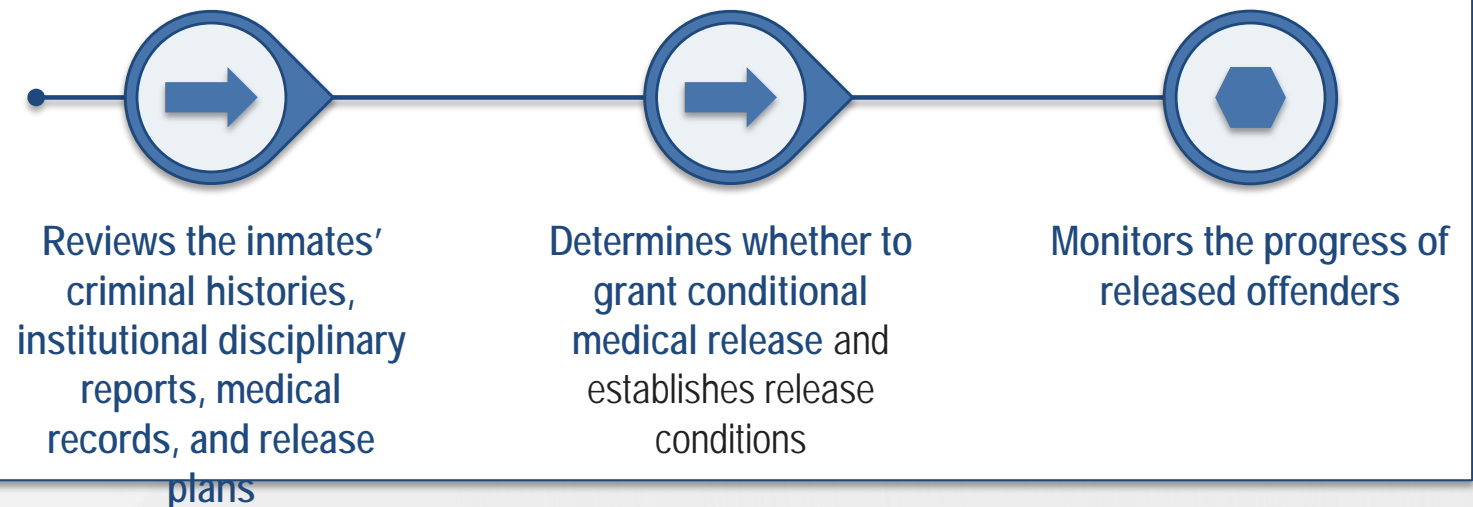 Reviews the inmates’
criminal histories,
institutional disciplinary
reports, medical
records, and release
plans
Determines whether to
grant conditional
medical release and
establishes release
conditions
Monitors the progress of
released offenders